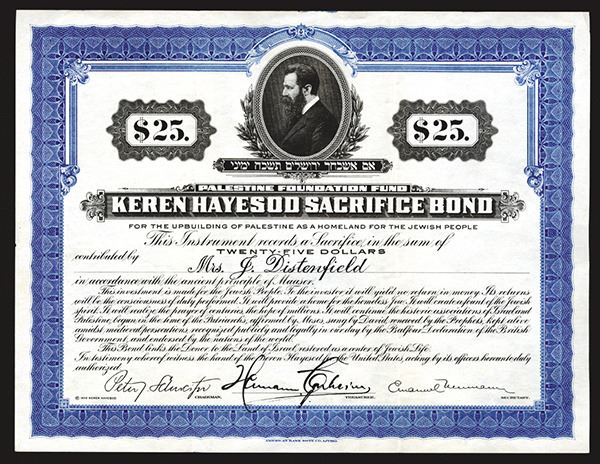 $25. $25.
אם אשכחך ירושלים תשכח ימיני
PALESTINE FOUNDATION FUND
KEREN HAYESOD SACRIFICE BOND
FOR THE UPBUILDING OF PALESTINE AS A HOMELAND FOR THE JEWISH PEOPLE
This Instrument records a Sacrifice, in the sum of
TWENTY-FIVE DOLLARS
contributed by Mrs. J. Distenfield
in accordance with the ancient principle of Maaser.
This investment is made for the Jewish People. To the investor it will yield no return in money. Its returns
will be the consciousness of duty performed. It will provide a home for the homeless Jew. It will create a fund of the Jewish
spirit. It will realize the prayer of centuries, the hope of millions. It will continue the historic associations of Israel and
Palestine, begun in the time of the Patriarchs, affirmed by Moses, sung by David, renewed by the Prophets, kept alive
amidst medieval persecutions, recognized publicly and legally in our day by the Balfour Declaration of the British
Government, and endorsed by the nations of the world.
This Bond links the Donor to the Land of Israel restored as a center of Jewish Life.
In testimony whereof witness the hand of the Keren Hayesod for the United States, acting by its officers hereunto duly
authorized
Emanuel Neumann
KEREN HAYESOD CHAIRMAN, TREASURER, SECRETARY.
AMERICAN BANK NOTE CO.